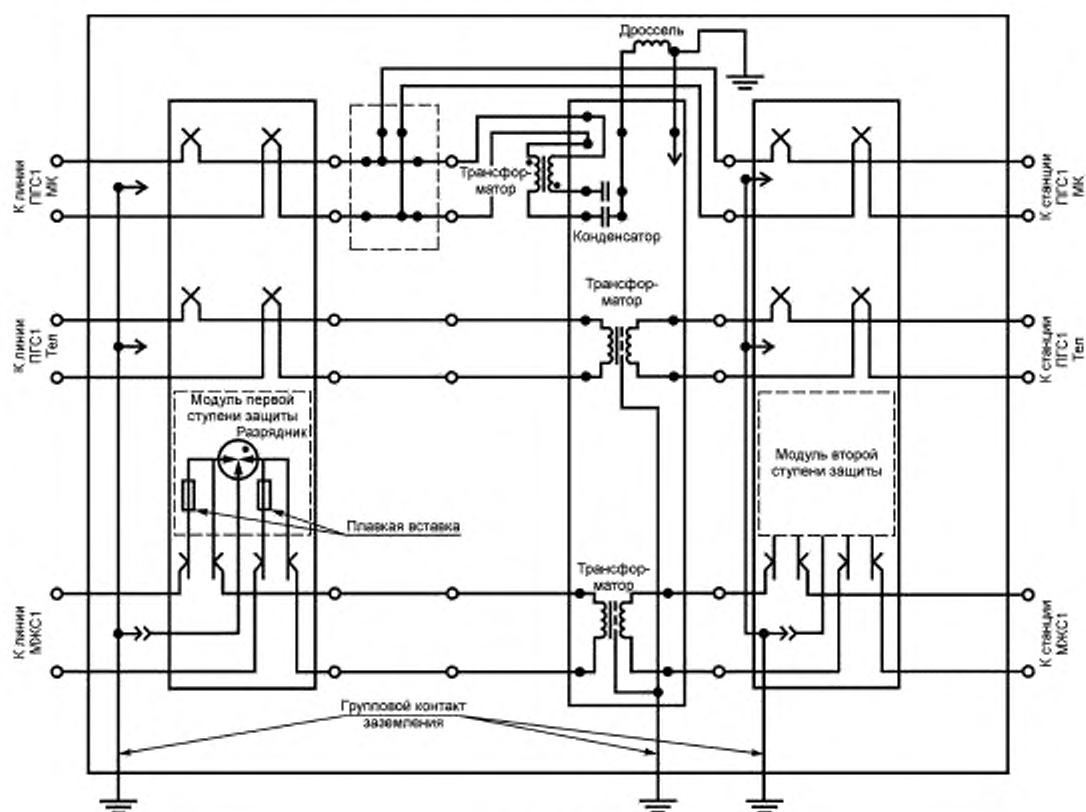 Дроссель
К линии
ПГС1
МК
Трансфор-
матор
Конденсатор
К станции
ПГС1
МК
Трансфор-
матор
К линии
ПГС1
Тел
К станции
ПГС1
Тел
Модуль первой
ступени защиты
Разрядник
Модуль второй
ступени защиты
Плавкая вставка
Трансфор-
матор
К линии
МЖС1
К станции
МЖС1
Групповой контакт
заземления